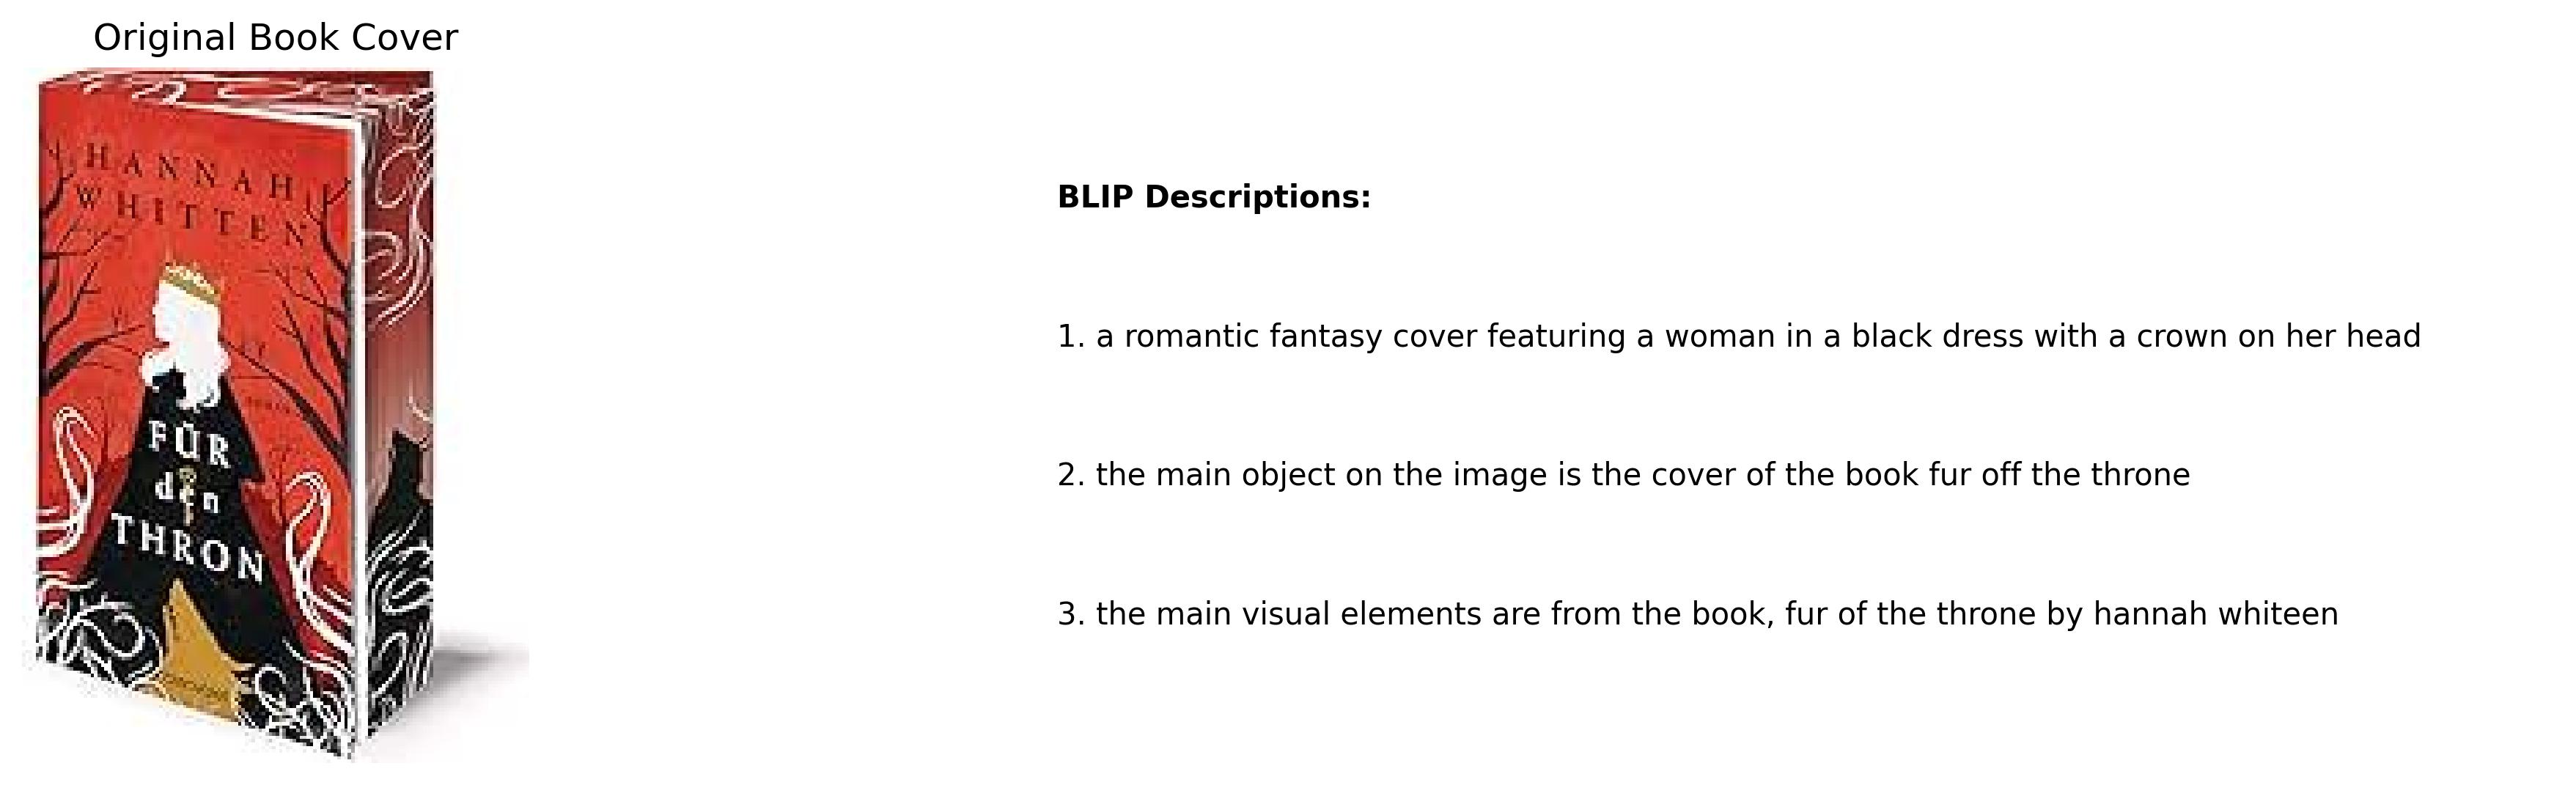 Original Book Cover
HANNAH
WHITTEN
FÜR
den
THRON
BLIP Descriptions:
1. a romantic fantasy cover featuring a woman in a black dress with a crown on her head
2. the main object on the image is the cover of the book fur off the throne
3. the main visual elements are from the book, fur of the throne by hannah whiteen